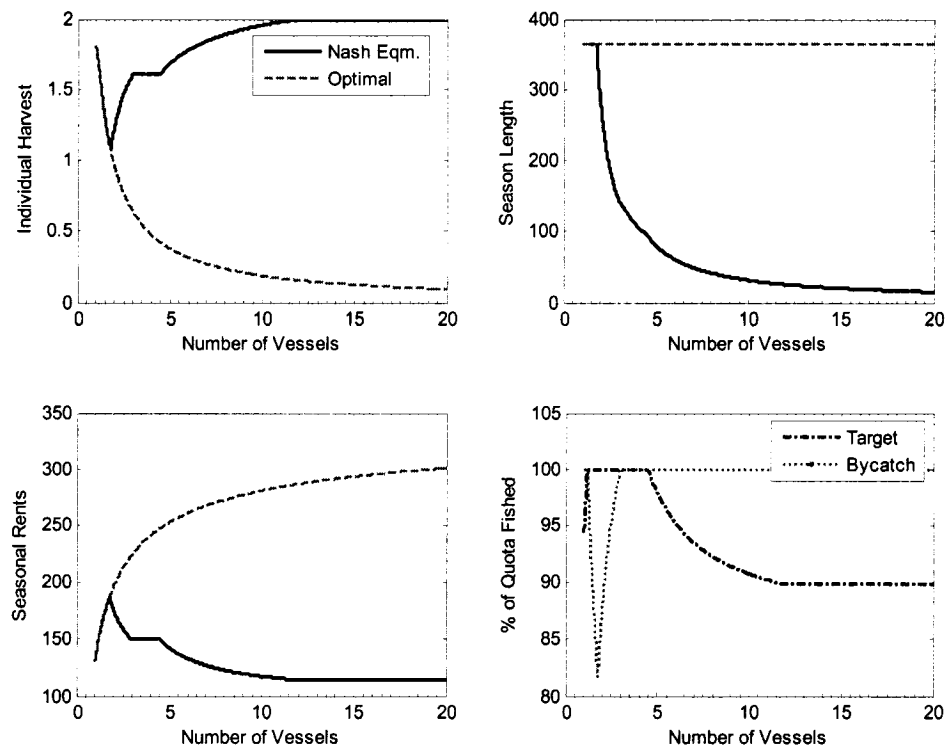 2
1.5
1
0.5
0
Individual Harvest
0 5 10 15 20
Number of Vessels
Nash Eqm.
Optimal
400
300
200
100
0
Season Length
0 5 10 15 20
Number of Vessels
350
300
250
200
150
100
Seasonal Rents
0 5 10 15 20
Number of Vessels
105
100
95
90
85
80
% of Quota Fished
0 5 10 15 20
Number of Vessels
Target
Bycatch